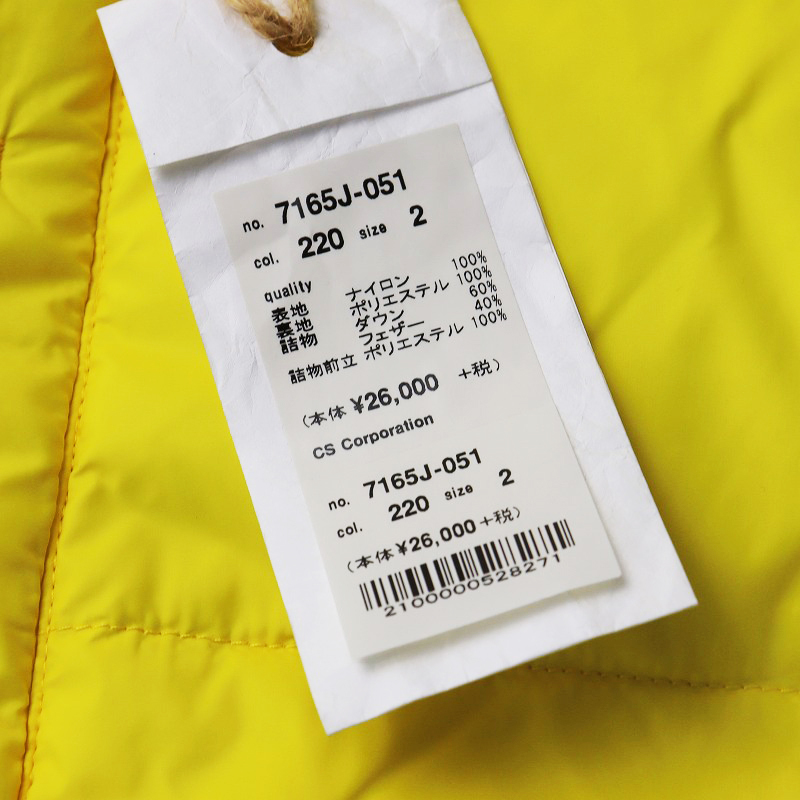 no. 7165J-051
col. 220 size 2
quality
表地 ナイロン 100%
裏地 ポリエステル 100%
詰物 ダウン 60%
フェザー 40%
詰物前立 ポリエステル 100%
(本体 ¥26,000 +税)
CS Corporation
no. 7165J-051
col. 220 size 2
(本体 ¥26,000 +税)
2100000528271